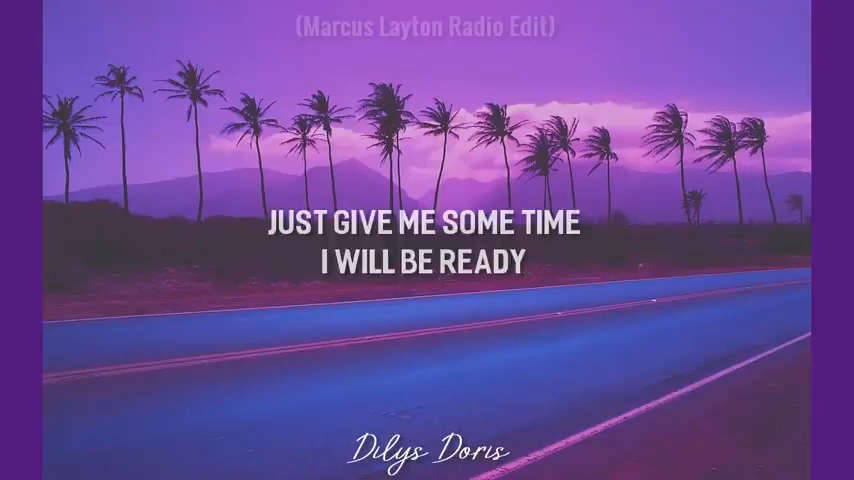 (Marcus Layton Radio Edit)
JUST GIVE ME SOME TIME
I WILL BE READY
Dilys Doris